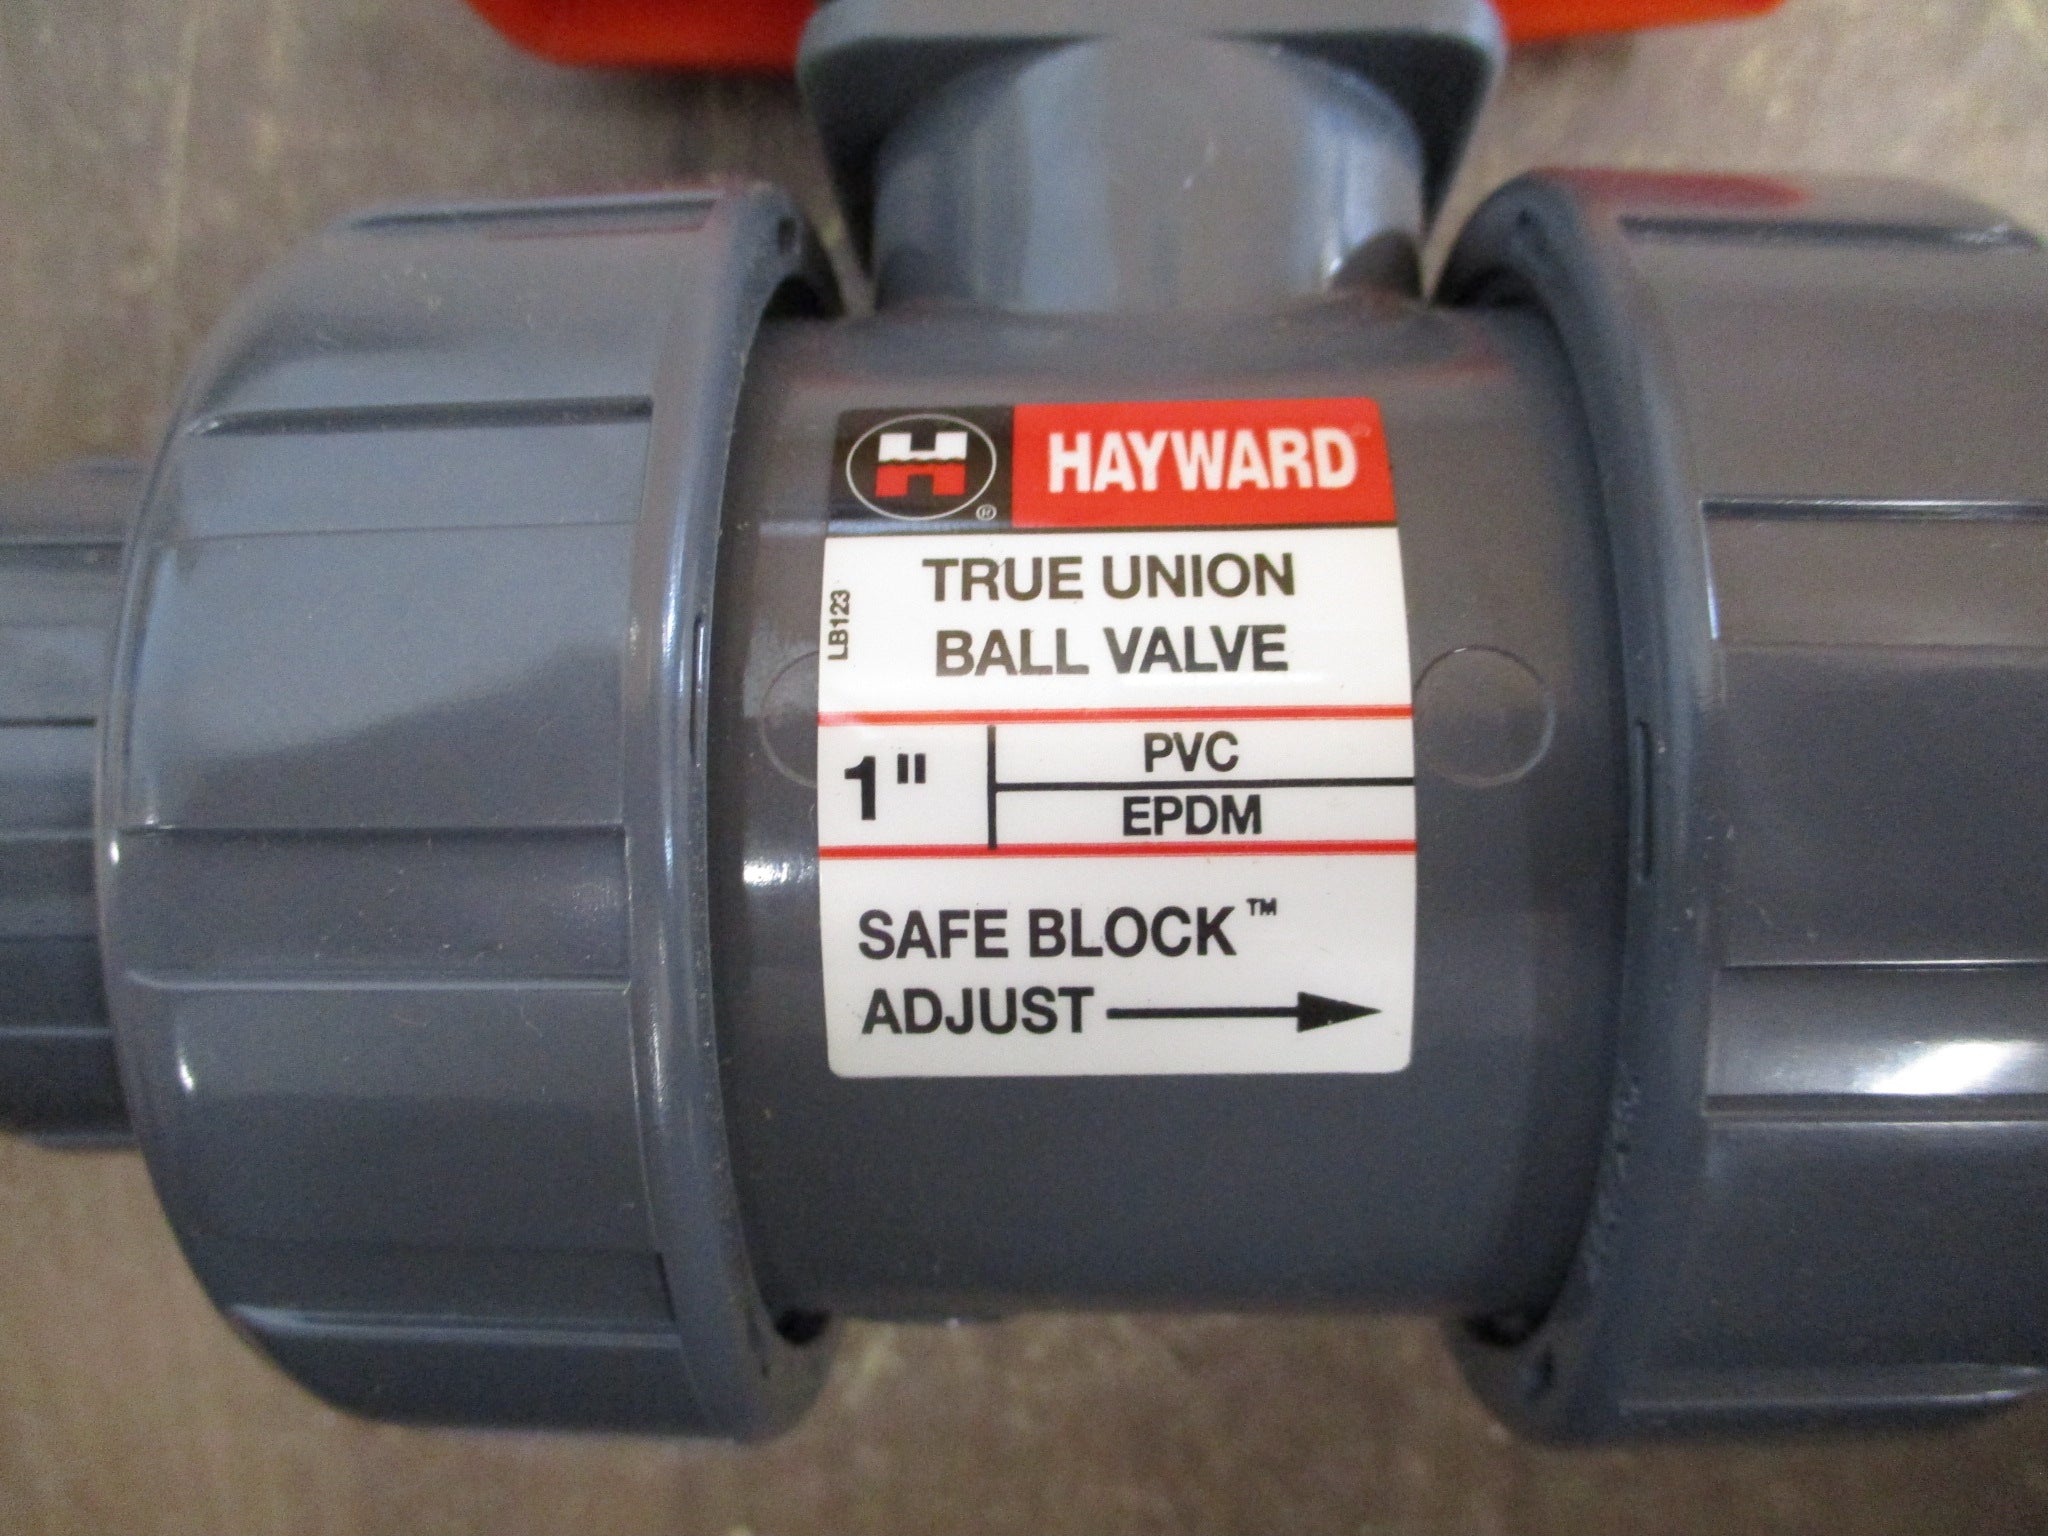 H ® HAYWARD
LB123
TRUE UNION
BALL VALVE
1"
PVC
EPDM
SAFE BLOCK™
ADJUST